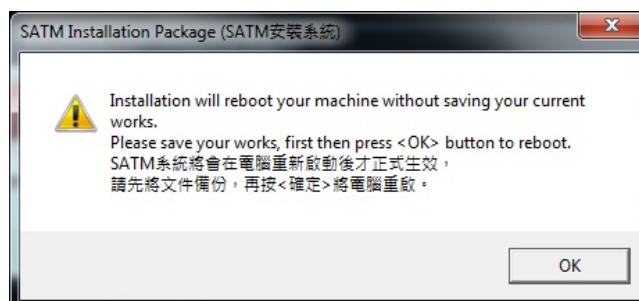 SATM Installation Package (SATM安裝系統)
Installation will reboot your machine without saving your current
works.
Please save your works, first then press <OK> button to reboot.
SATM系統將會在電腦重新啟動後才正式生效，
請先將文件備份，再按<確定>將電腦重啟。
OK